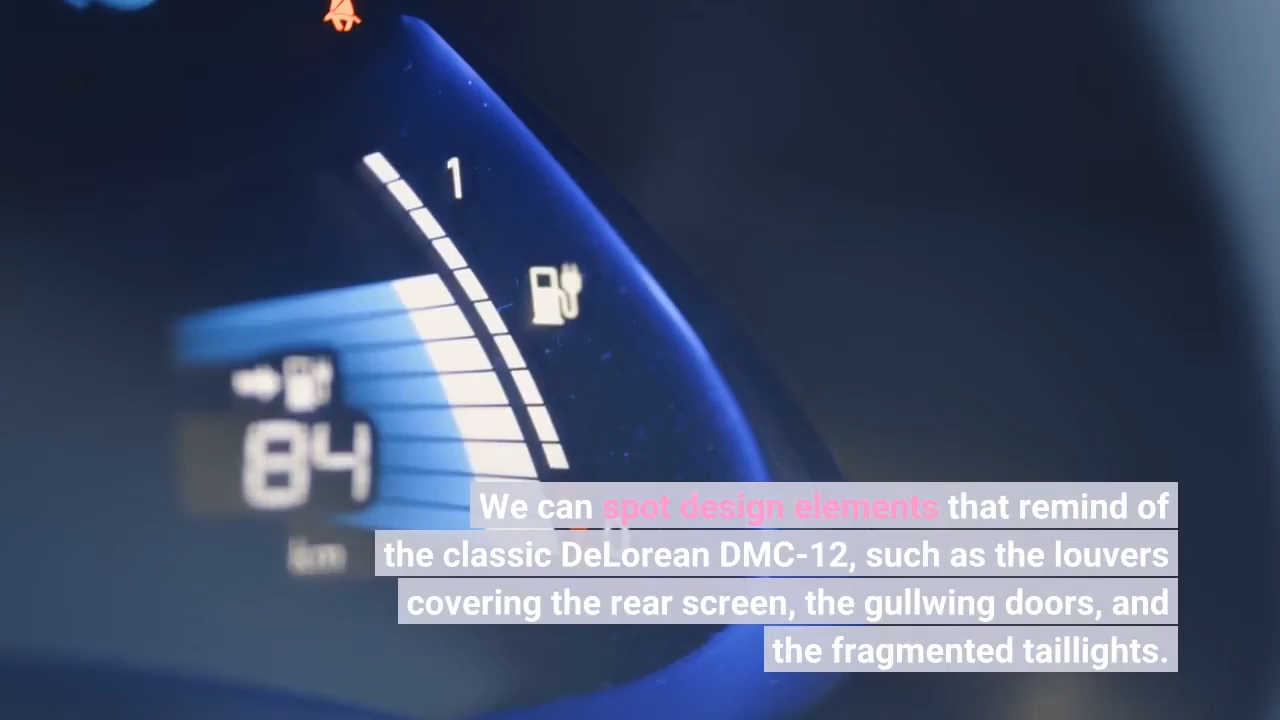 1
84
km
We can spot design elements that remind of
0
the classic DeLorean DMC-12, such as the louvers
covering the rear screen, the gullwing doors, and
the fragmented taillights.